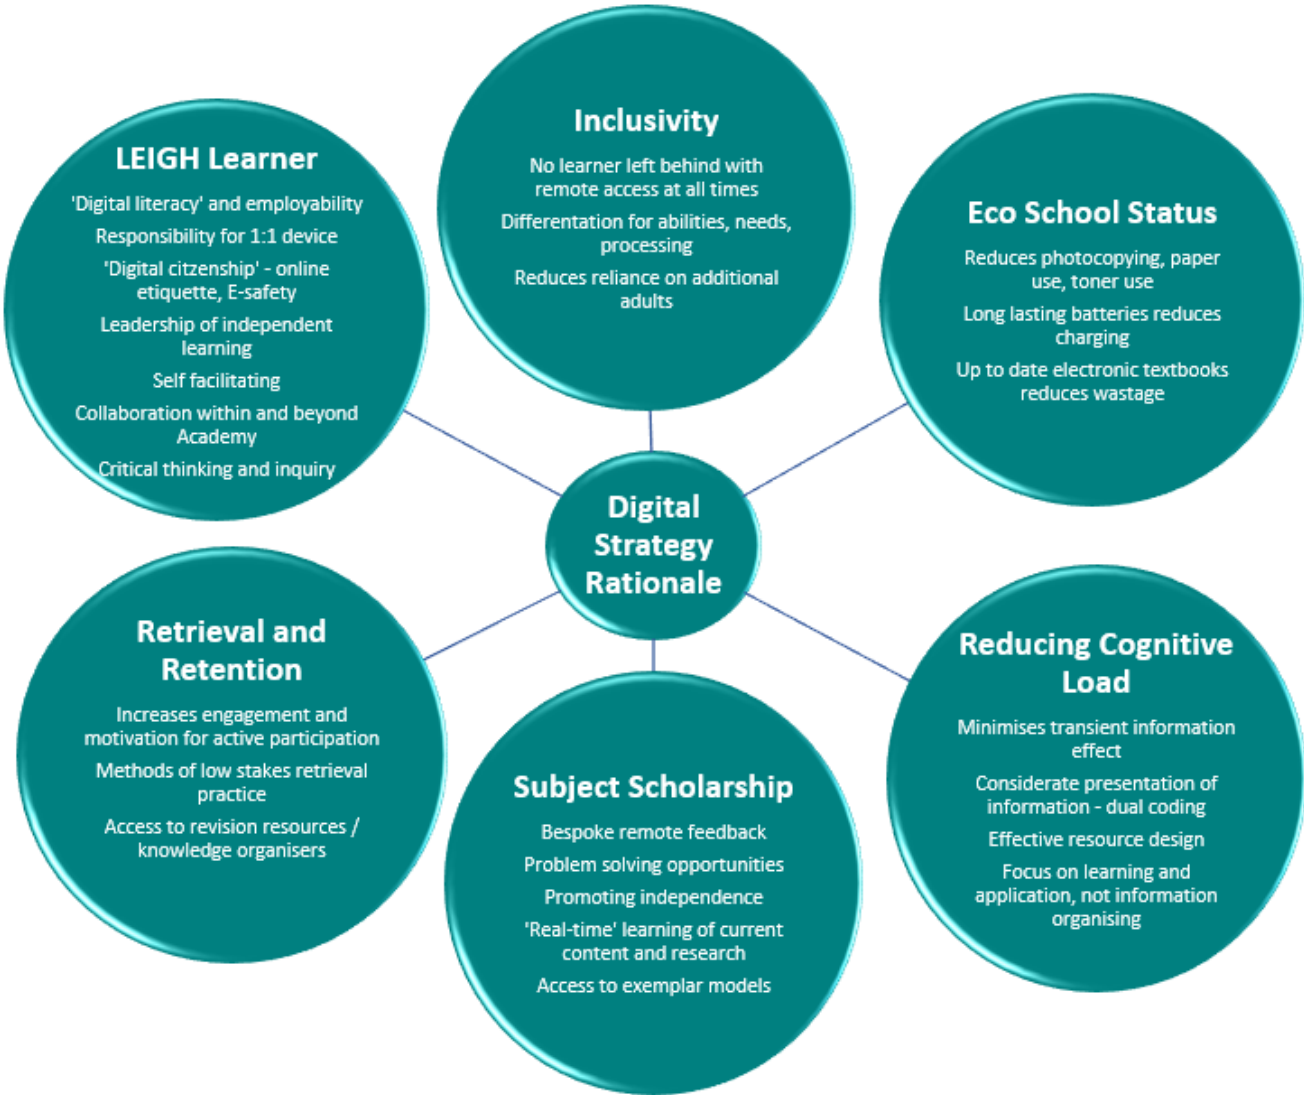 Inclusivity
No learner left behind with
remote access at all times
Differentation for abilities, needs,
processing
Reduces reliance on additional
adults
LEIGH Learner
'Digital literacy' and employability
Responsibility for 1:1 device
'Digital citzenship' - online
etiquette, E-safety
Leadership of independent
learning
Self facilitating
Collaboration within and beyond
Academy
Critical thinking and inquiry
Eco School Status
Reduces photocopying, paper
use, toner use
Long lasting batteries reduces
charging
Up to date electronic textbooks
reduces wastage
Digital
Strategy
Rationale
Retrieval and
Retention
Increases engagement and
motivation for active participation
Methods of low stakes retrieval
practice
Access to revision resources /
knowledge organisers
Subject Scholarship
Bespoke remote feedback
Problem solving opportunities
Promoting independence
'Real-time' learning of current
content and research
Access to exemplar models
Reducing Cognitive
Load
Minimises transient information
effect
Considerate presentation of
information - dual coding
Effective resource design
Focus on learning and
application, not information
organising